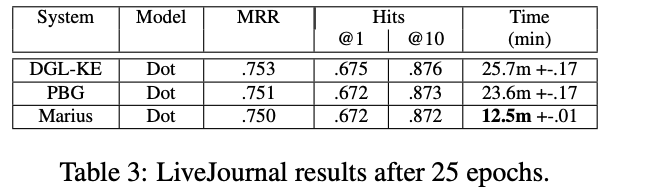 System Model MRR Hits Time
@1 @10 (min)
DGL-KE Dot .753 .675 .876 25.7m +-.17
PBG Dot .751 .672 .873 23.6m +-.17
Marius Dot .750 .672 .872 12.5m +-.01
Table 3: LiveJournal results after 25 epochs.